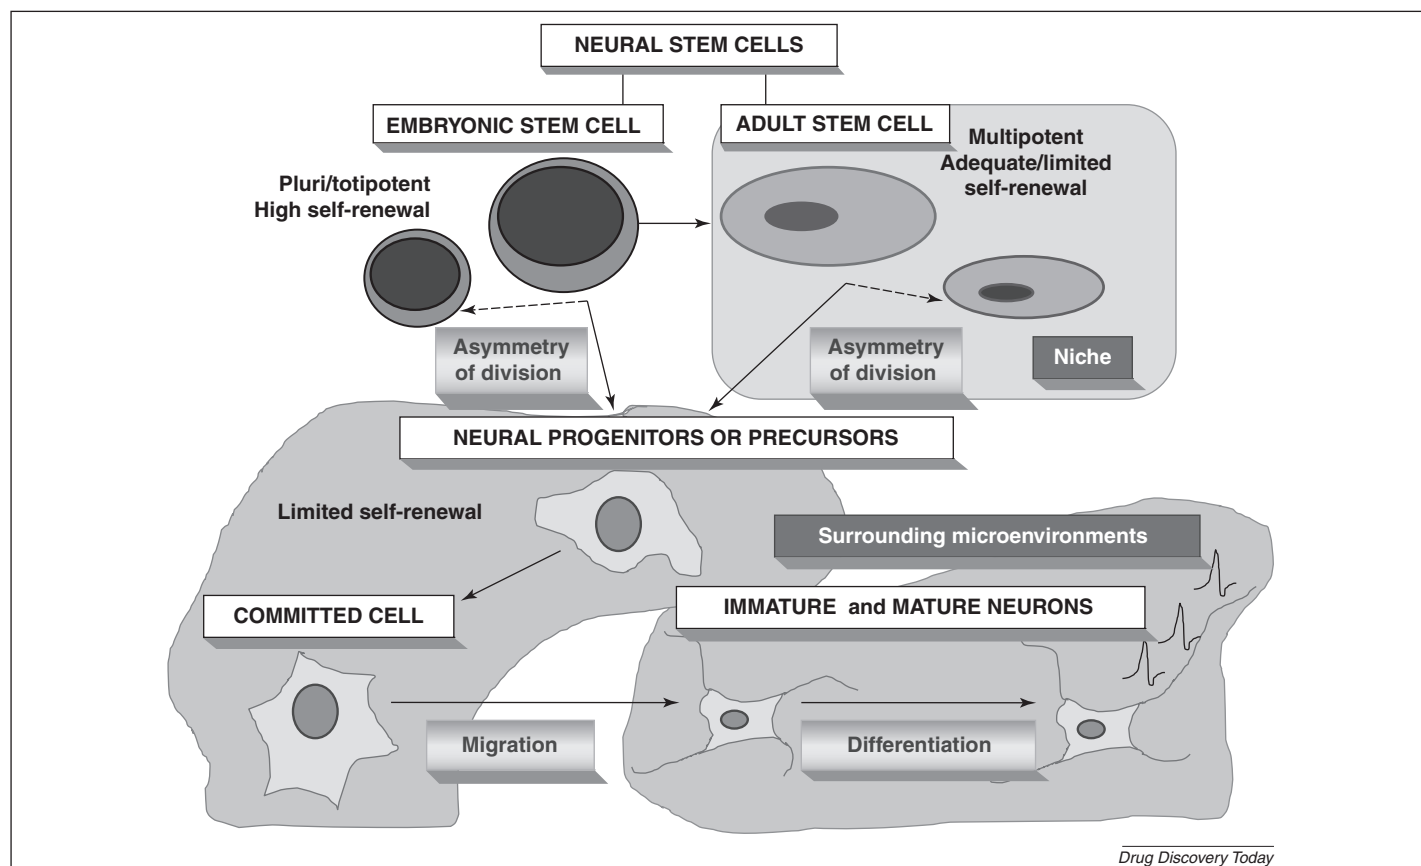 NEURAL STEM CELLS
EMBRYONIC STEM CELL
ADULT STEM CELL
Multipotent
Adequate/limited
self-renewal
Pluri/totipotent
High self-renewal
Asymmetry
of division
Asymmetry
of division
Niche
NEURAL PROGENITORS OR PRECURSORS
Limited self-renewal
Surrounding microenvironments
COMMITTED CELL
IMMATURE and MATURE NEURONS
Migration
Differentiation
Drug Discovery Today